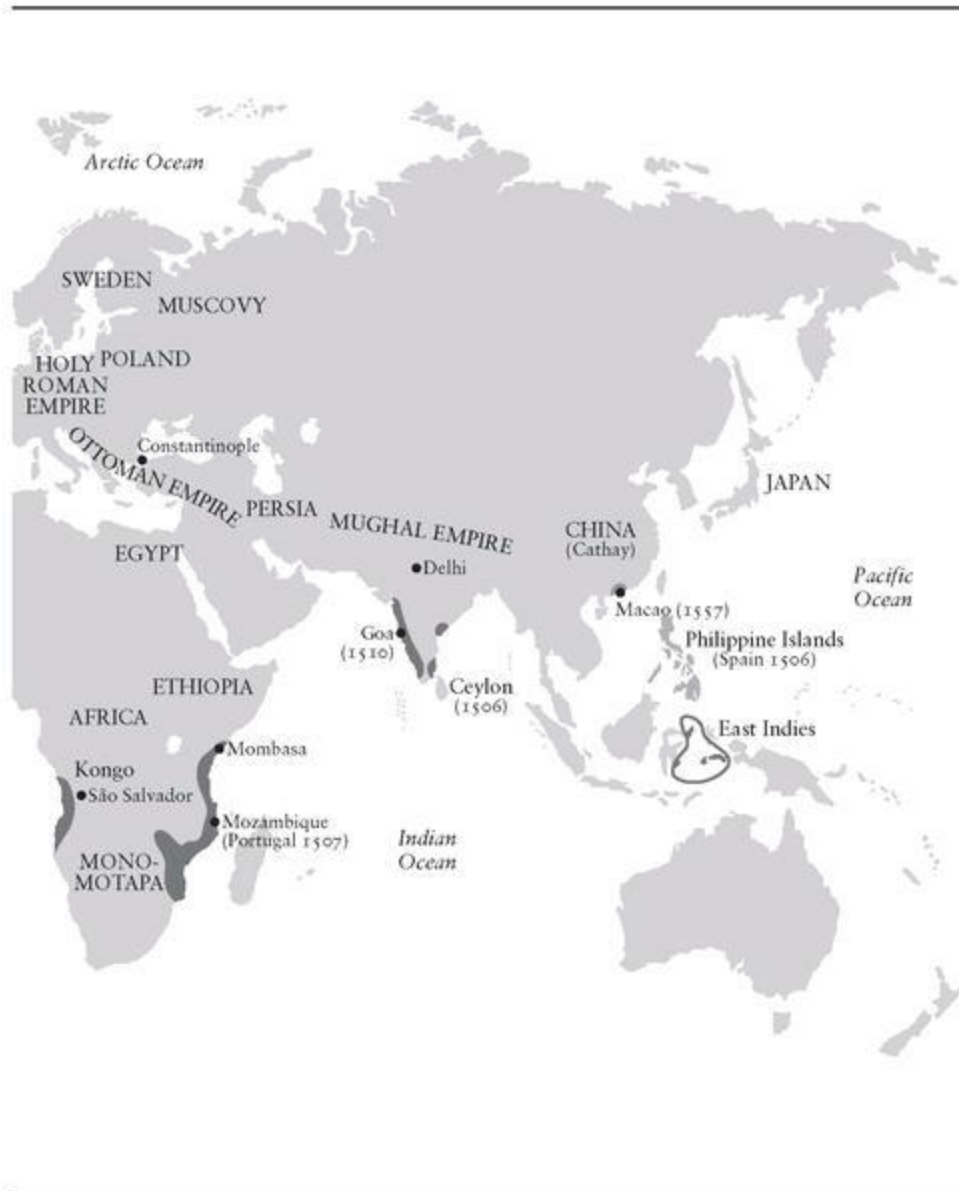 Arctic Ocean
SWEDEN
MUSCOVY
HOLY
ROMAN
EMPIRE
POLAND
Constantinople
OTTOMAN EMPIRE
PERSIA
MUGHAL EMPIRE
CHINA
(Cathay)
JAPAN
EGYPT
Delhi
Pacific
Ocean
Macao (1557)
Goa
(1510)
Philippine Islands
(Spain 1506)
ETHIOPIA
Ceylon
(1506)
AFRICA
East Indies
Mombasa
Kongo
São Salvador
Mozambique
(Portugal 1507)
Indian
Ocean
MONO-
MOTAPA